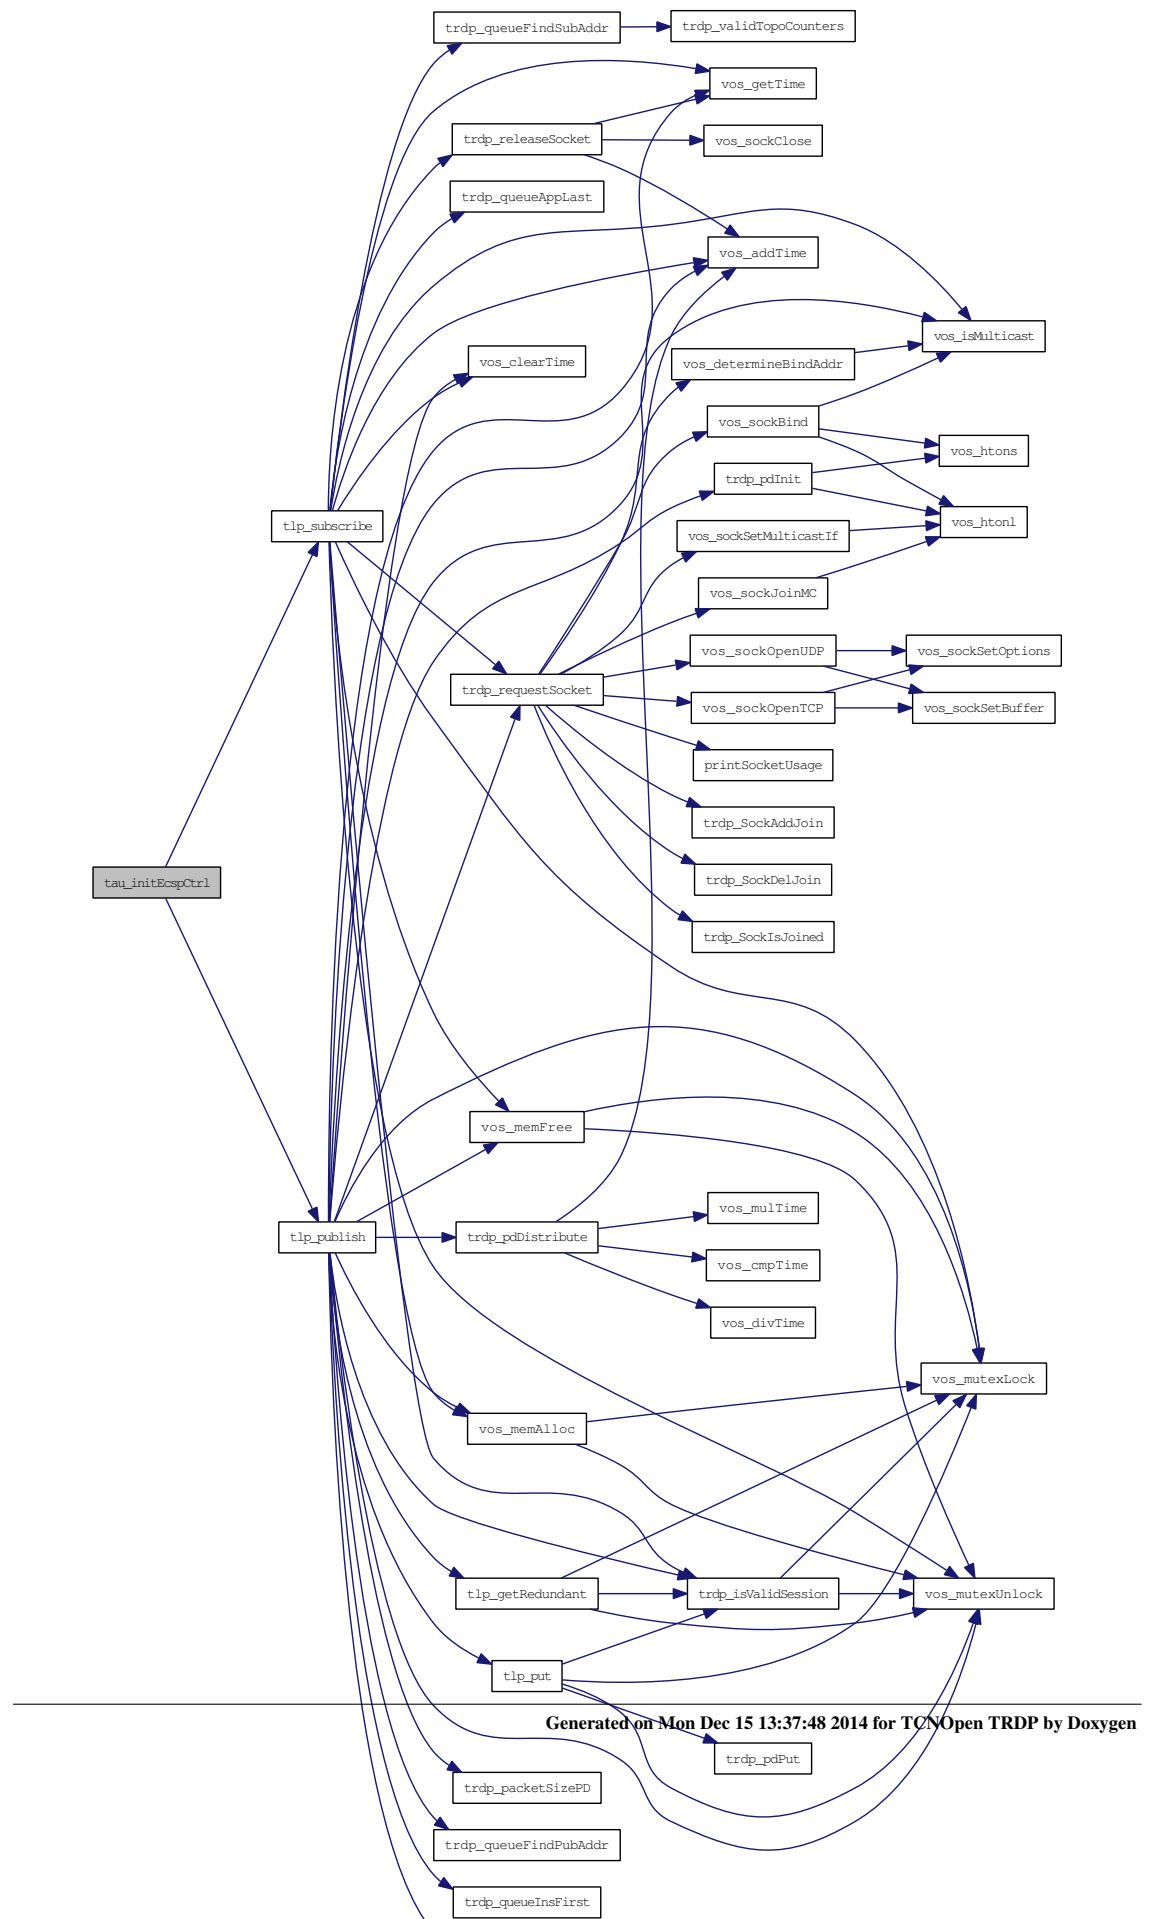 trdp_queueFindSubAddr
trdp_validTopoCounters
vos_getTime
trdp_releaseSocket
vos_sockClose
trdp_queueAppLast
vos_addTime
vos_isMulticast
vos_clearTime
vos_determineBindAddr
vos_sockBind
vos_htons
trdp_pdInit
tlp_subscribe
vos_htonl
vos_sockSetMulticastIf
vos_sockJoinMC
vos_sockOpenUDP
vos_sockSetOptions
trdp_requestSocket
vos_sockOpenTCP
vos_sockSetBuffer
printSocketUsage
trdp_SockAddJoin
tau_initEcspCtrl
trdp_SockDelJoin
trdp_SockIsJoined
vos_memFree
vos_mulTime
tlp_publish
trdp_pdDistribute
vos_cmpTime
vos_divTime
vos_mutexLock
vos_memAlloc
tlp_getRedundant
trdp_isValidSession
vos_mutexUnlock
tlp_put
Generated on Mon Dec 15 13:37:48 2014 for TCNOpen TRDP by Doxygen
trdp_pdPut
trdp_packetSizePD
trdp_queueFindPubAddr
trdp_queueInsFirst